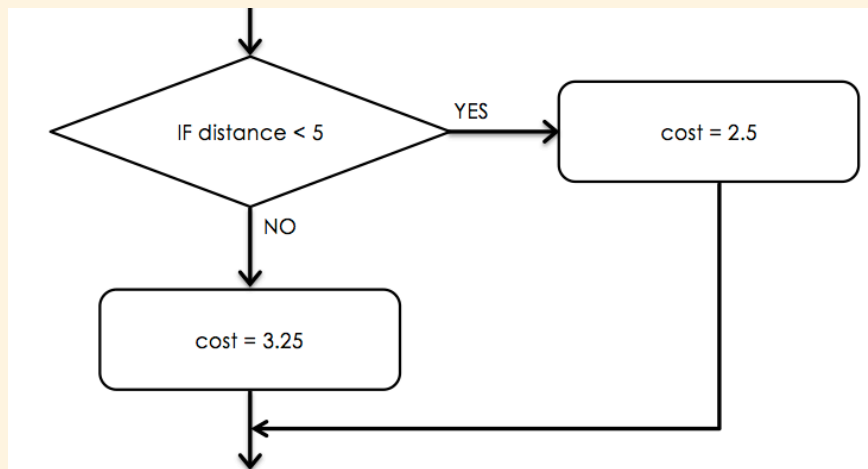 IF distance < 5
YES
cost = 2.5
NO
cost = 3.25